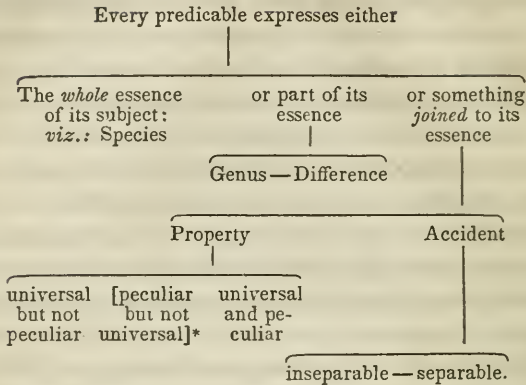 Every predicable expresses either
The whole essence of its subject: viz.: Species
or part of its essence
or something joined to its essence
Genus—Difference
Property
Accident
universal but not peculiar
[peculiar but not universal]*
universal and pe-
culiar
inseparable—separable.